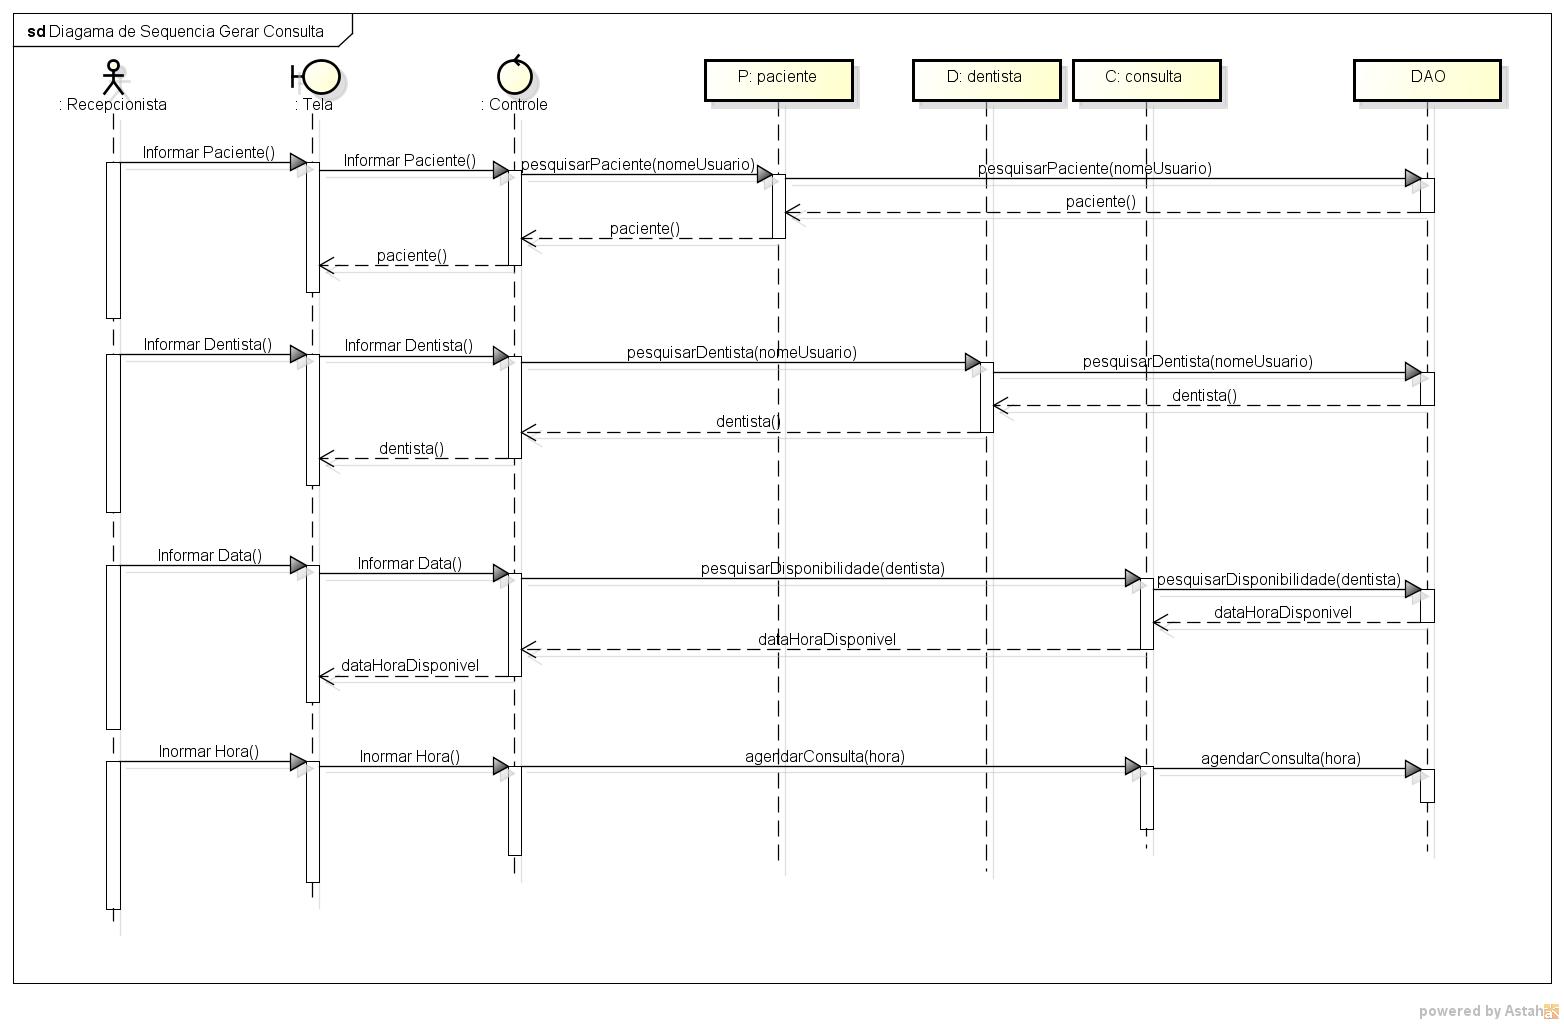 sd Diagama de Sequencia Gerar Consulta
: Recepcionista
: Tela
: Controle
P: paciente
D: dentista
C: consulta
DAO
Informar Paciente()
Informar Paciente()
pesquisarPaciente(nomeUsuario)
pesquisarPaciente(nomeUsuario)
paciente()
paciente()
paciente()
Informar Dentista()
Informar Dentista()
pesquisarDentista(nomeUsuario)
pesquisarDentista(nomeUsuario)
dentista()
dentista()
dentista()
Informar Data()
Informar Data()
pesquisarDisponibilidade(dentista)
pesquisarDisponibilidade(dentista)
dataHoraDisponivel
dataHoraDisponivel
dataHoraDisponivel
Inormar Hora()
Inormar Hora()
agendarConsulta(hora)
agendarConsulta(hora)
powered by Astah